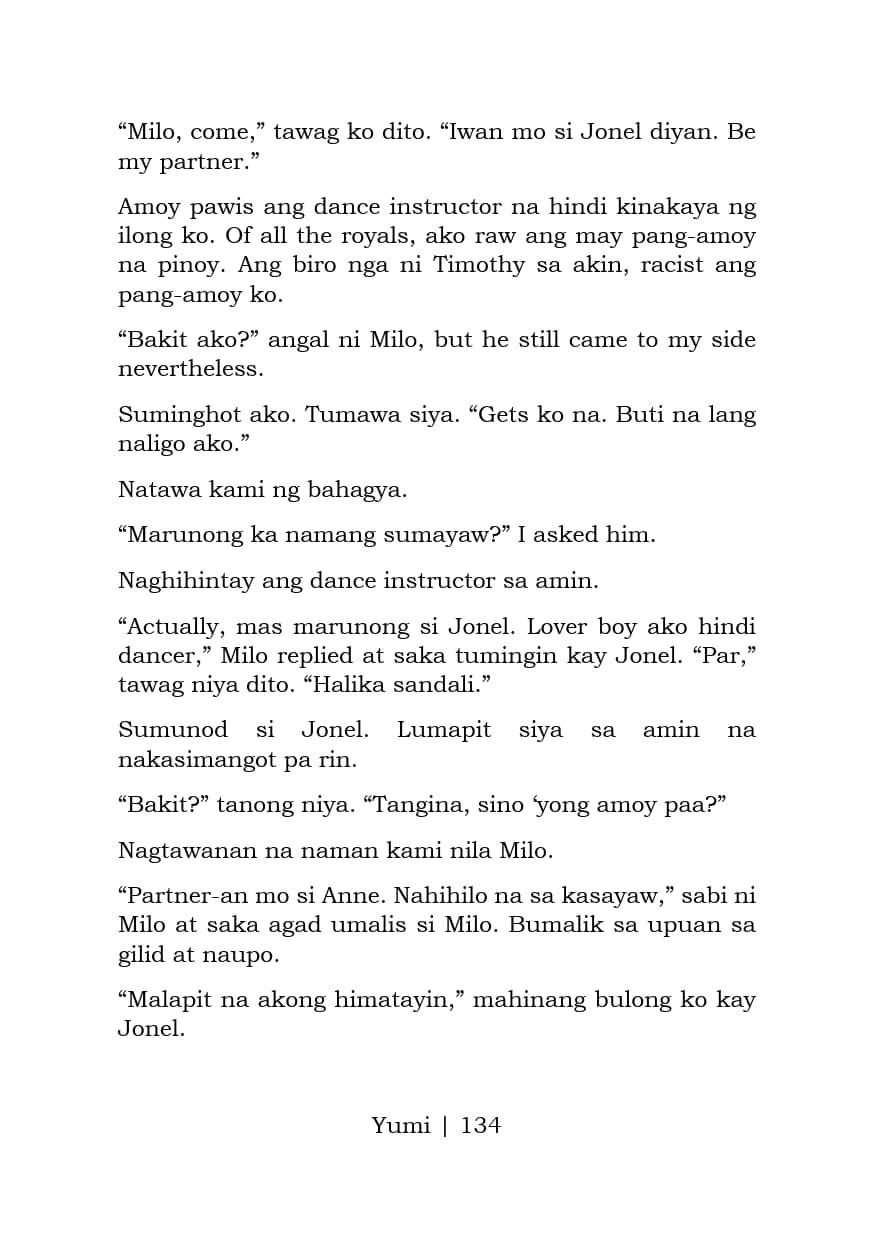 “Milo, come,” tawag ko dito. “Iwan mo si Jonel diyan. Be
my partner.”
Amoy pawis ang dance instructor na hindi kinakaya ng
ilong ko. Of all the royals, ako raw ang may pang-amoy
na pinoy. Ang biro nga ni Timothy sa akin, racist ang
pang-amoy ko.
“Bakit ako?” angal ni Milo, but he still came to my side
nevertheless.
Suminghot ako. Tumawa siya. “Gets ko na. Buti na lang
naligo ako.”
Natawa kami ng bahagya.
“Marunong ka namang sumayaw?” I asked him.
Naghihintay ang dance instructor sa amin.
“Actually, mas marunong si Jonel. Lover boy ako hindi
dancer,” Milo replied at saka tumingin kay Jonel. “Par,”
tawag niya dito. “Halika sandali.”
Sumunod si Jonel. Lumapit siya sa amin na
nakasimangot pa rin.
“Bakit?” tanong niya. “Tangina, sino ‘yong amoy paa?”
Nagtawanan na naman kami nila Milo.
“Partner-an mo si Anne. Nahihilo na sa kasayaw,” sabi ni
Milo at saka agad umalis si Milo. Bumalik sa upuan sa
gilid at naupo.
“Malapit na akong himatayin,” mahinang bulong ko kay
Jonel.
Yumi | 134